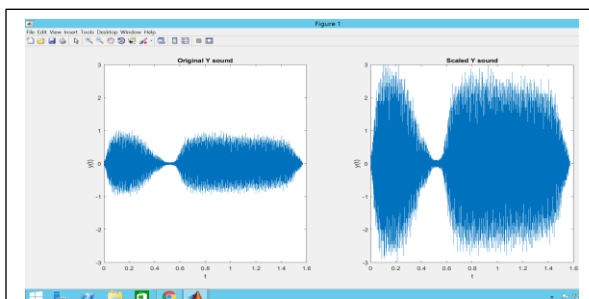 Figure 1
File Edit View Insert Tools Desktop Window Help
Original Y sound
Scaled Y sound
3
2
1
0
-1
-2
-3
y(t)
0 0.2 0.4 0.6 0.8 1 1.2 1.4 1.6
t
3
2
1
0
-1
-2
-3
y(t)
0 0.2 0.4 0.6 0.8 1 1.2 1.4 1.6
t